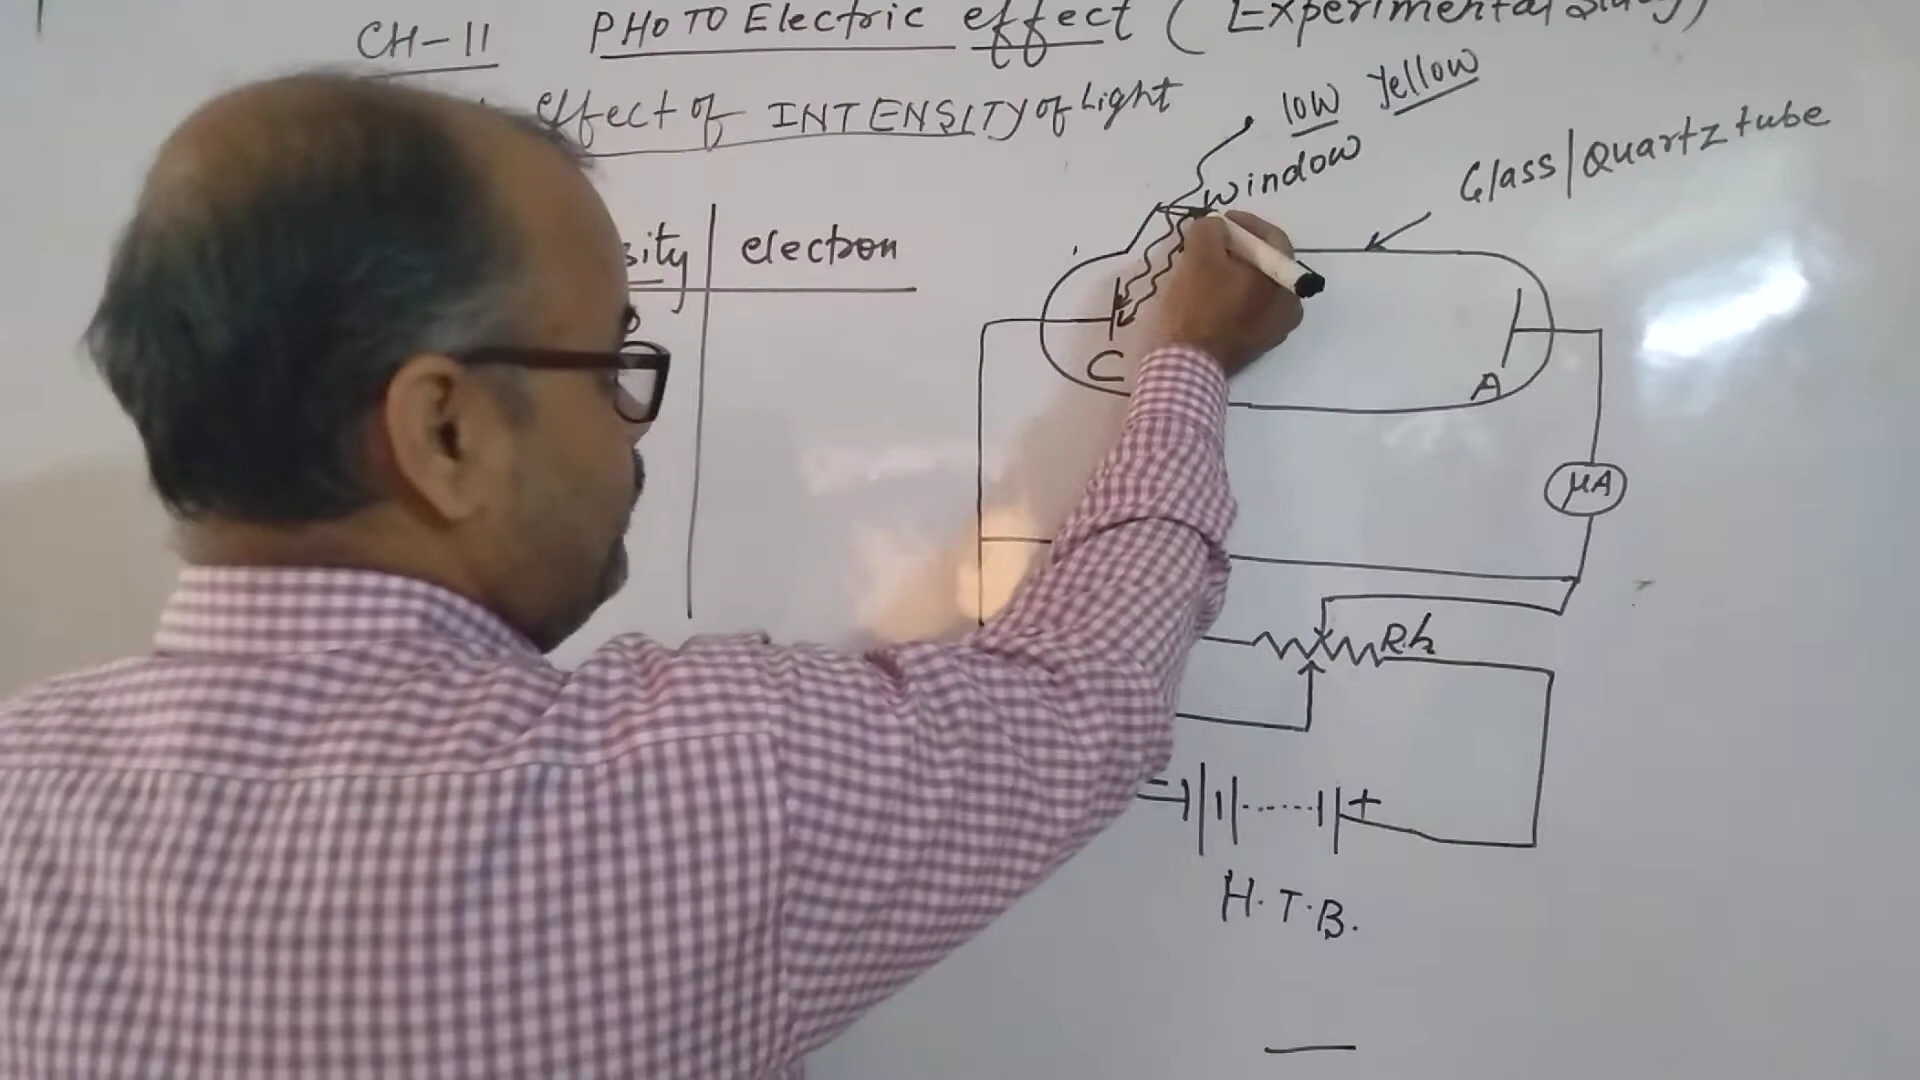 CH-11 PHOTO Electric effect ( Experimental Study)
effect of INTENSITY of Light
low Yellow
window
Glass/Quartz tube
sity electron
C
A
μA
Rh
- +
H.T.B.